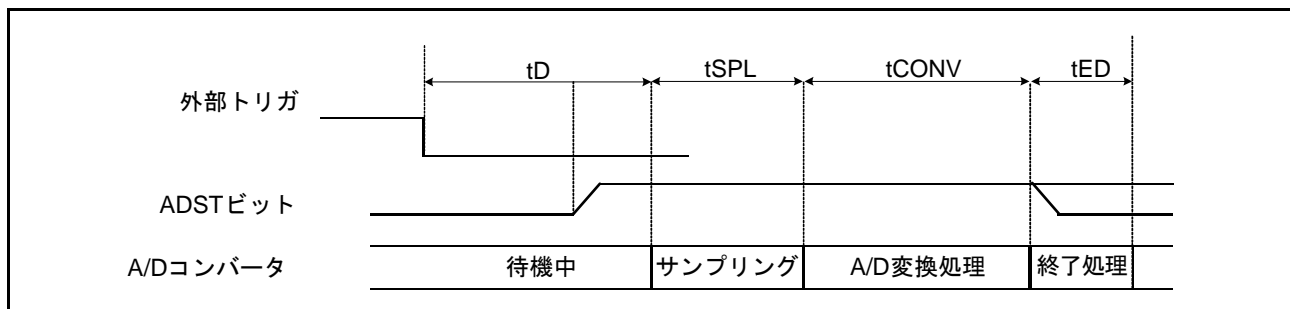 tD tSPL tCONV tED
外部トリガ
ADSTビット
A/Dコンバータ 待機中 サンプリング A/D変換処理 終了処理